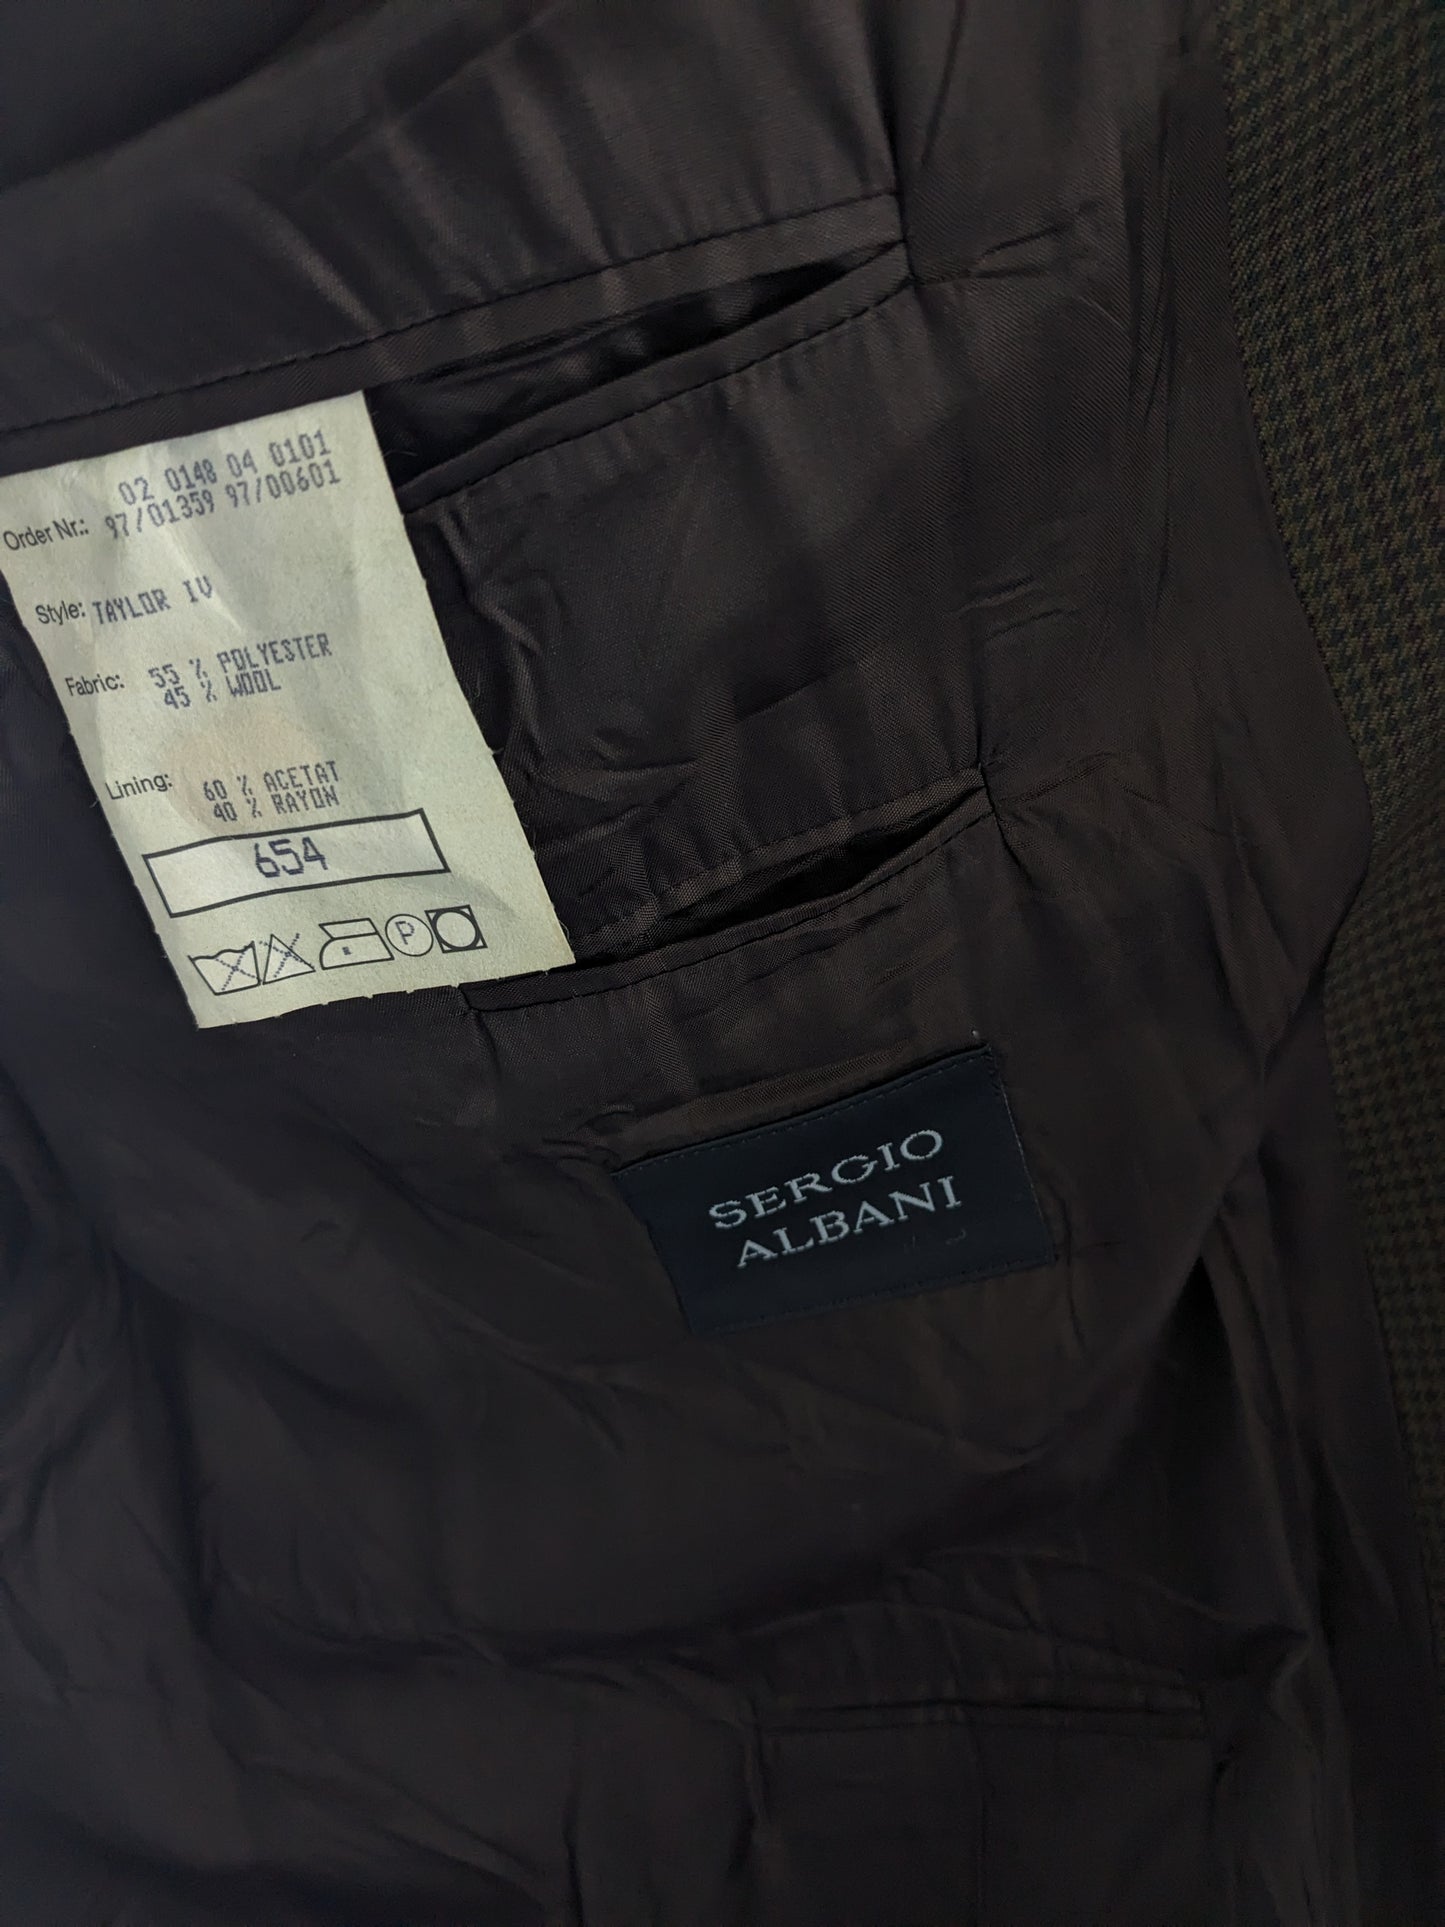 02 0148 04 0101
Order Nr.: 97/01359 97/00601
Style: TAYLOR IV
Fabric: 55 % POLYESTER
45 % WOOL
Lining: 60 % ACETAT
40 % RAYON
654
P
SERGIO
ALBANI